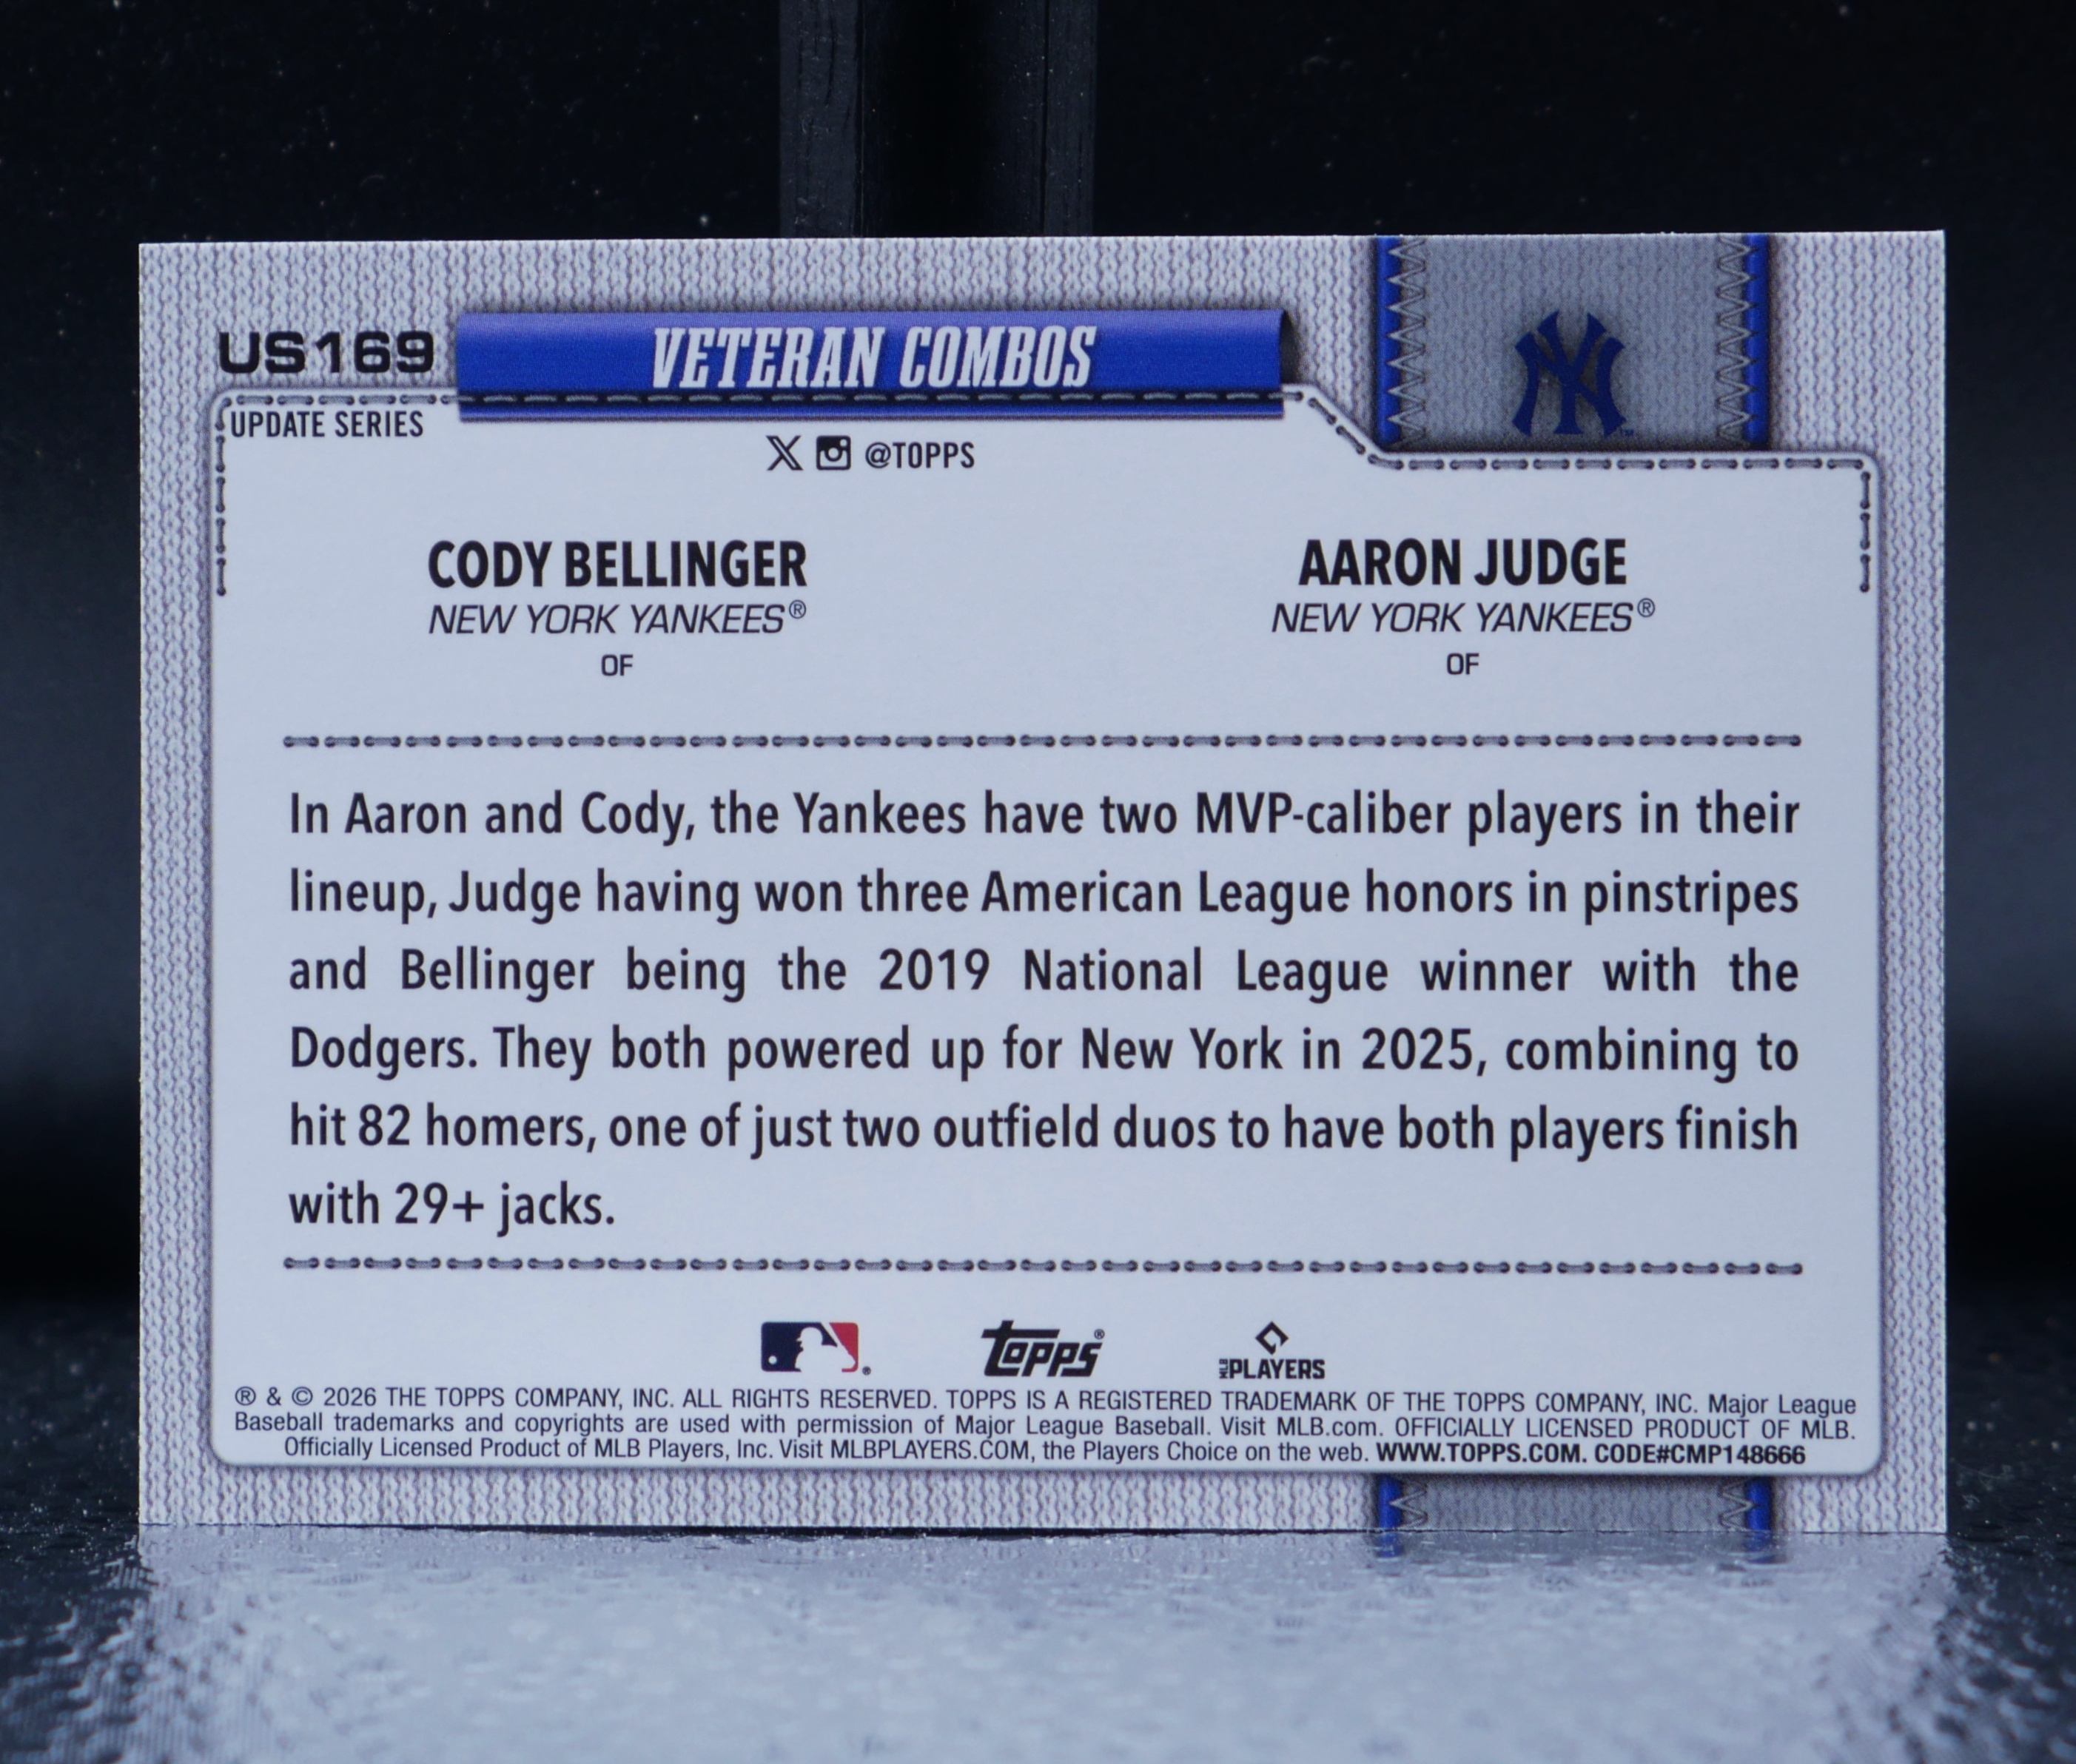 US169
VETERAN COMBOS
NY
UPDATE SERIES
@TOPPS
CODY BELLINGER
NEW YORK YANKEES®
OF
AARON JUDGE
NEW YORK YANKEES®
OF
In Aaron and Cody, the Yankees have two MVP-caliber players in their
lineup, Judge having won three American League honors in pinstripes
and Bellinger being the 2019 National League winner with the
Dodgers. They both powered up for New York in 2025, combining to
hit 82 homers, one of just two outfield duos to have both players finish
with 29+ jacks.
topps®
MLB PLAYERS
® & © 2026 THE TOPPS COMPANY, INC. ALL RIGHTS RESERVED. TOPPS IS A REGISTERED TRADEMARK OF THE TOPPS COMPANY, INC. Major League
Baseball trademarks and copyrights are used with permission of Major League Baseball. Visit MLB.com. OFFICIALLY LICENSED PRODUCT OF MLB.
Officially Licensed Product of MLB Players, Inc. Visit MLBPLAYERS.COM, the Players Choice on the web. WWW.TOPPS.COM. CODE#CMP148666